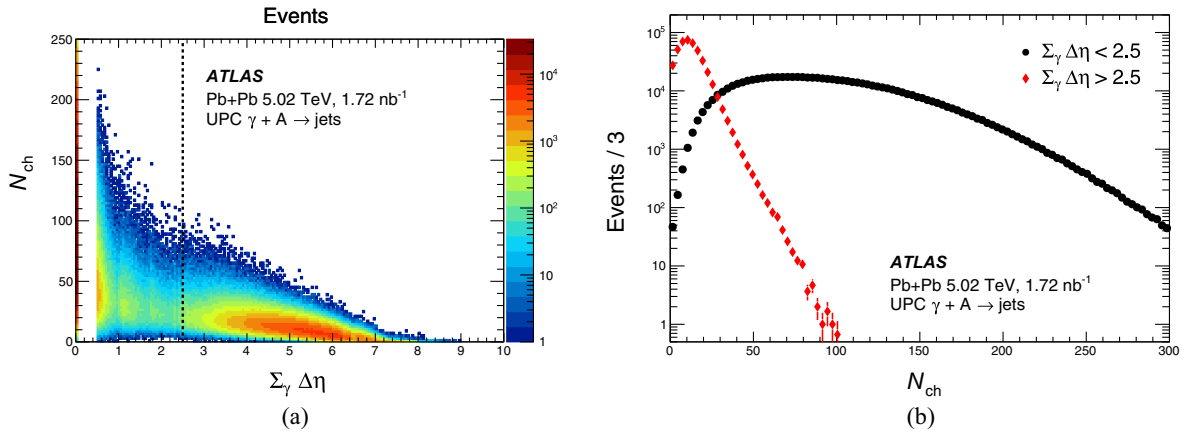 Events
N_ch
250
200
150
100
50
0
ATLAS
Pb+Pb 5.02 TeV, 1.72 nb⁻¹
UPC γ + A → jets
10⁴
10³
10²
10
1
0 1 2 3 4 5 6 7 8 9 10
Σ_γ Δη
(a)
Events / 3
10⁵
10⁴
10³
10²
10
1
Σ_γ Δη < 2.5
Σ_γ Δη > 2.5
ATLAS
Pb+Pb 5.02 TeV, 1.72 nb⁻¹
UPC γ + A → jets
0 50 100 150 200 250 300
N_ch
(b)